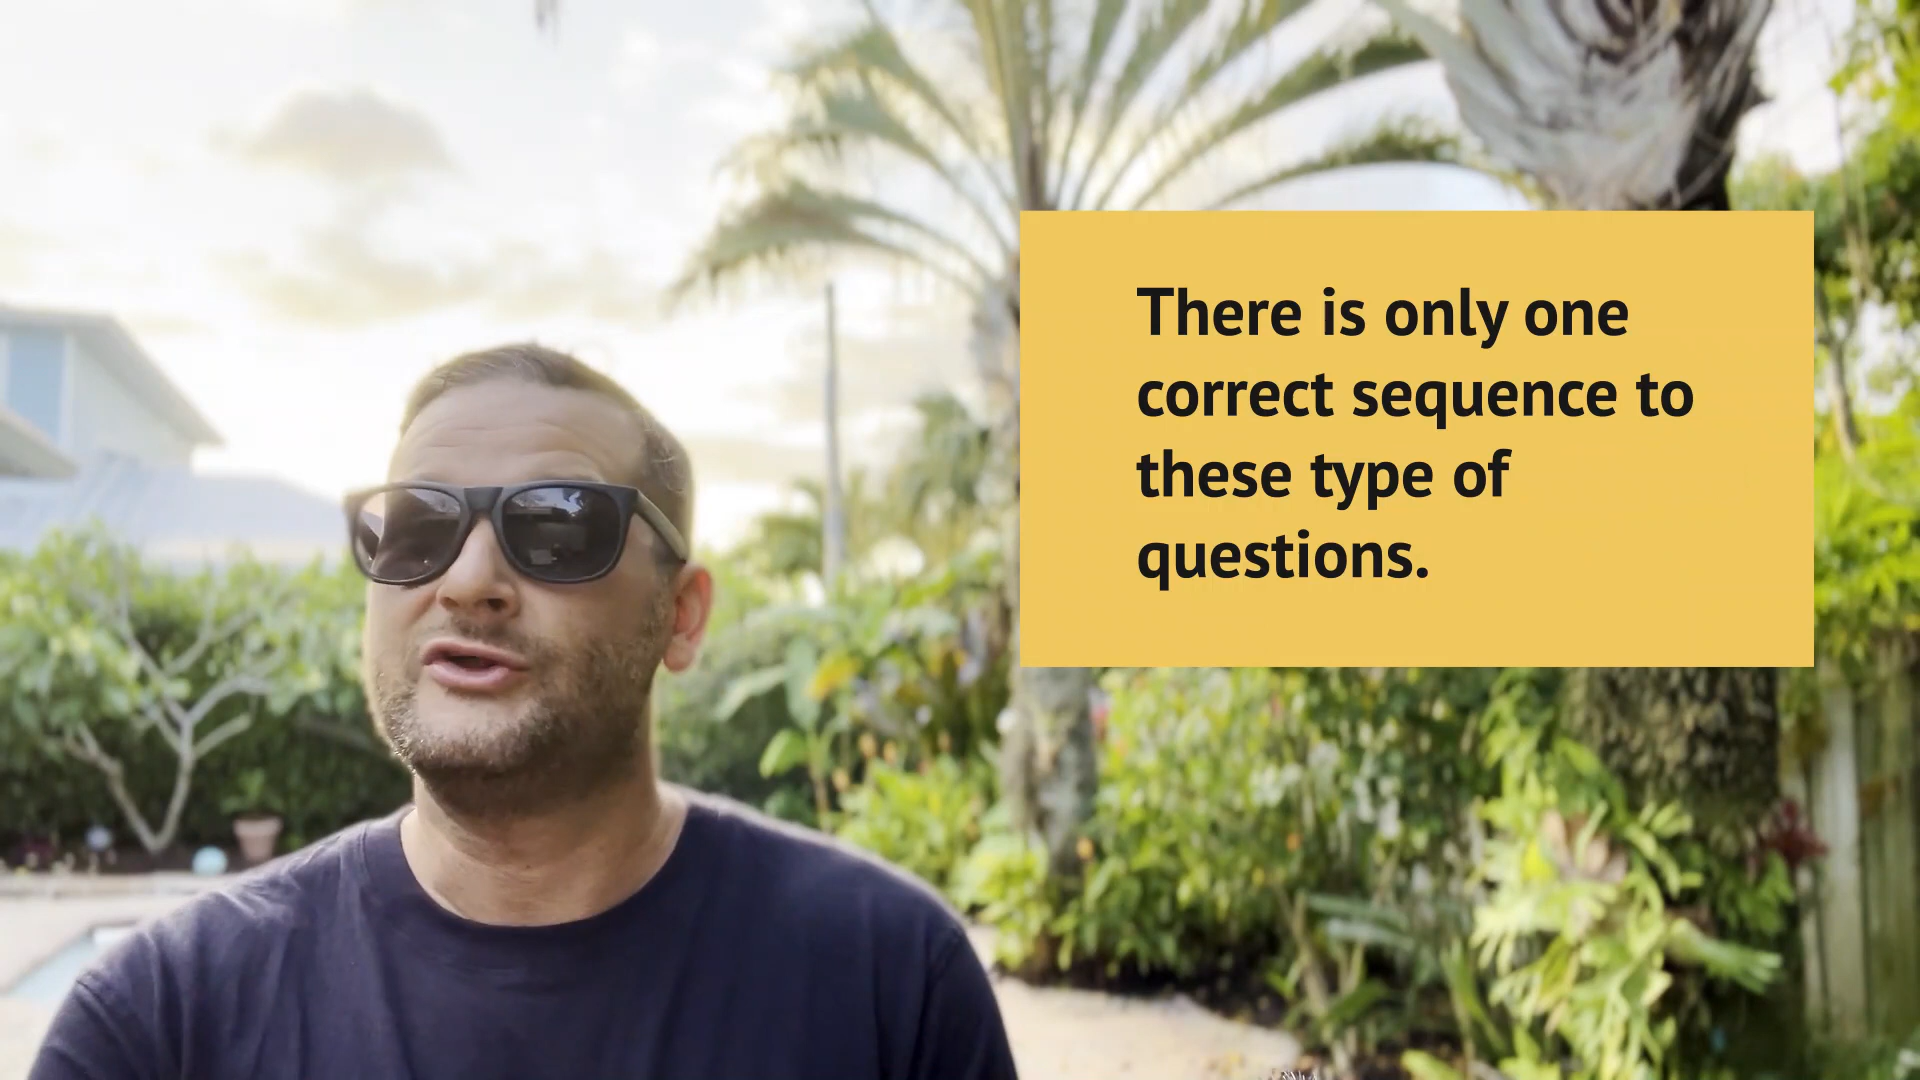 There is only one
correct sequence to
these type of
questions.